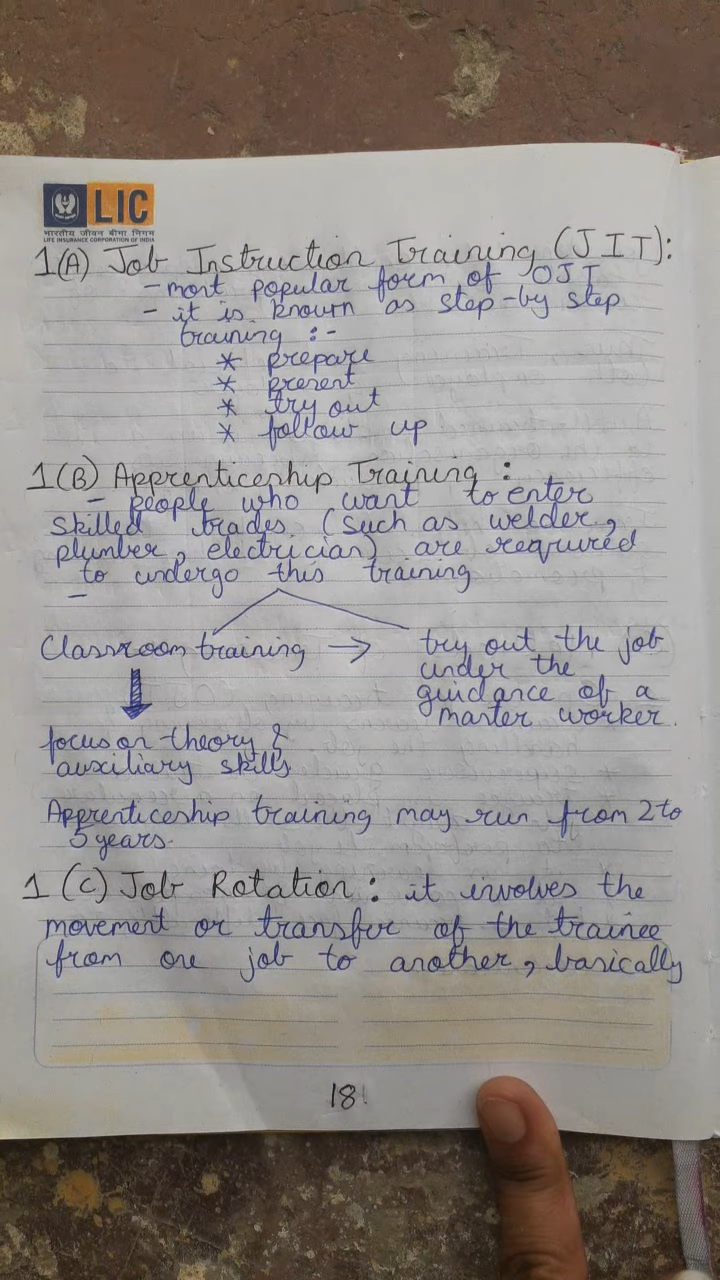 LIC
भारतीय जीवन बीमा निगम
LIFE INSURANCE CORPORATION OF INDIA
1(A) Job Instruction Training (JIT):
- most popular form of OJT
- it is known as step-by step
training :-
* prepare
* present
* try out
* follow up
1(B) Apprenticeship Training :
- people who want to enter
skilled trades (such as welder,
plumber, electrician) are required
to undergo this training
-
Classroom training → try out the job
under the
guidance of a
master worker.
focus on theory &
auxiliary skills
Apprenticeship training may run from 2 to
5 years.
1 (C) Job Rotation : it involves the
movement or transfer of the trainee
from one job to another, basically
18